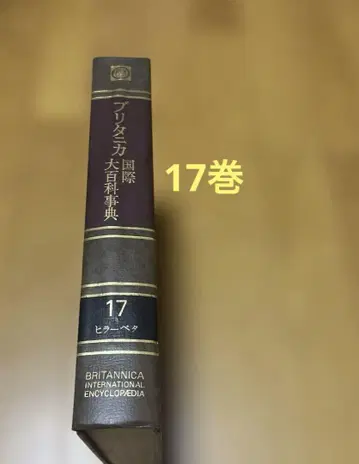 ブリタニカ
国際
大百科事典
17巻
17
ヒラーベタ
BRITANNICA
INTERNATIONAL
ENCYCLOPÆDIA